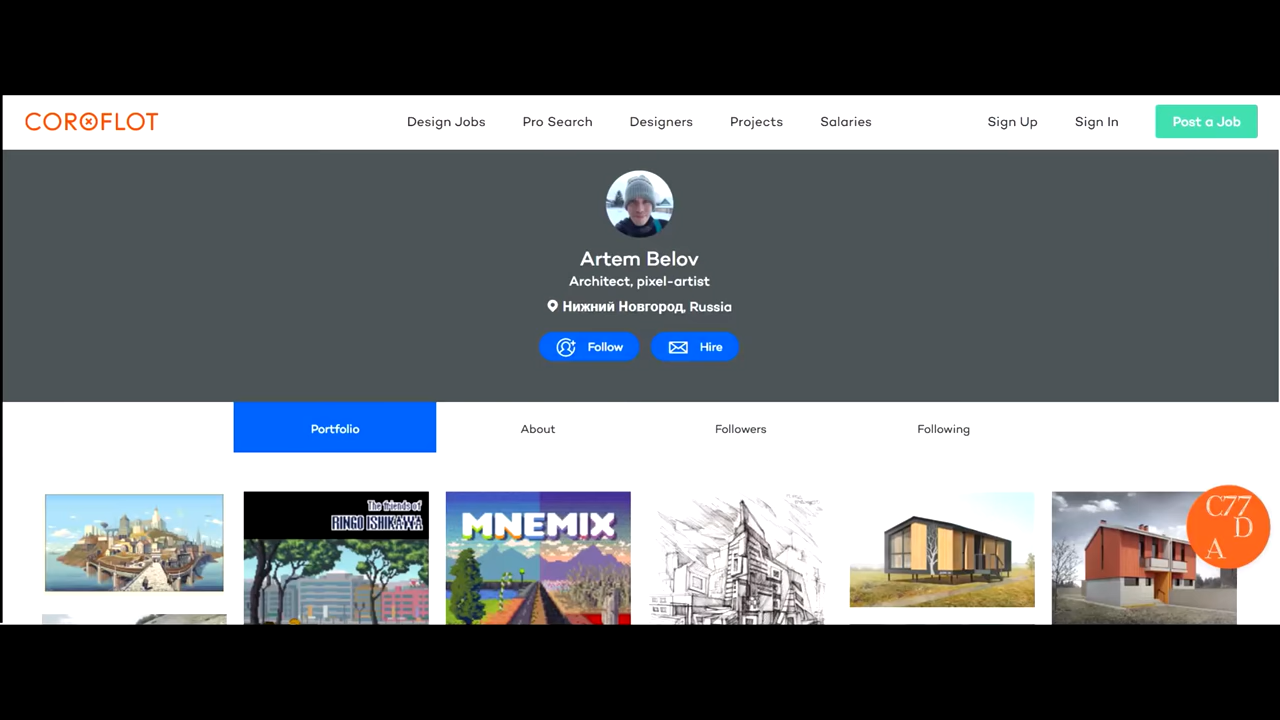 COROFLOT
Design Jobs
Pro Search
Designers
Projects
Salaries
Sign Up
Sign In
Post a Job
Artem Belov
Architect, pixel-artist
Нижний Новгород, Russia
Follow
Hire
Portfolio
About
Followers
Following
The friends of
RINGO ISHIKAWA
MNEMIX
C77
D
A